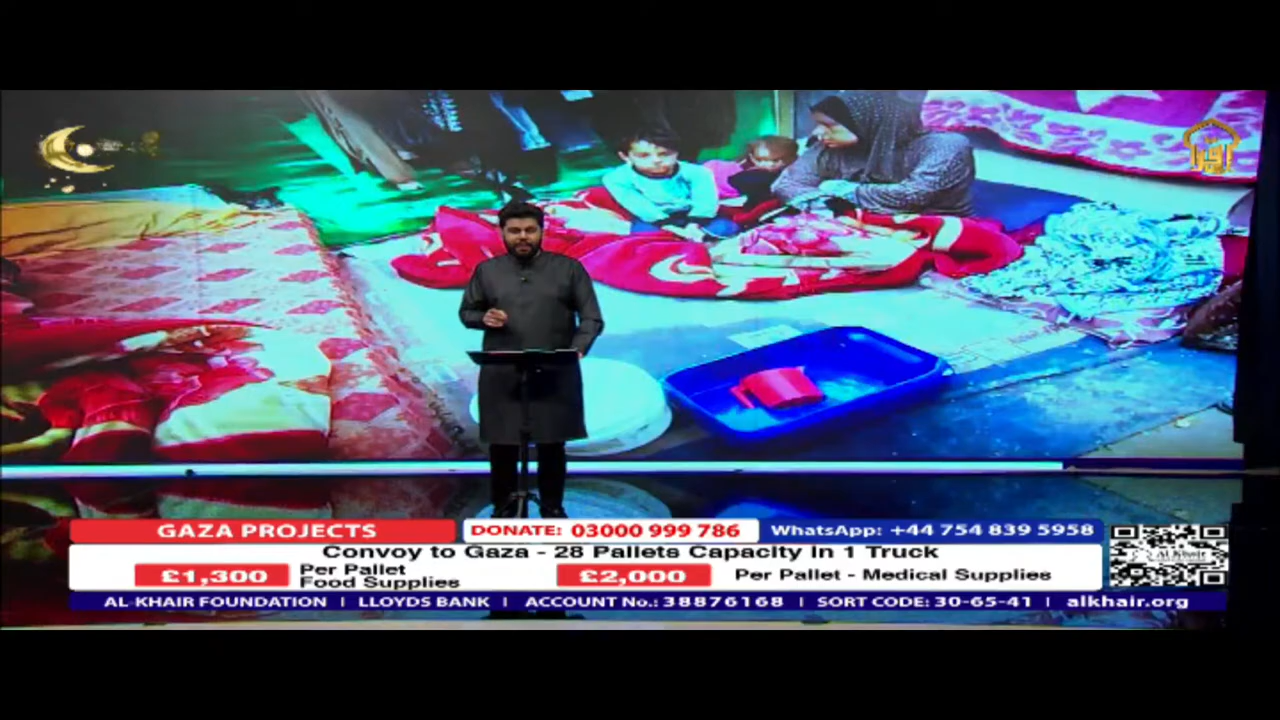 GAZA PROJECTS
DONATE: 03000 999 786
WhatsApp: +44 754 839 5958
Convoy to Gaza - 28 Pallets Capacity in 1 Truck
£1,300 Per Pallet
Food Supplies
£2,000 Per Pallet - Medical Supplies
Al Khair
AL-KHAIR FOUNDATION | LLOYDS BANK | ACCOUNT No.: 38876168 | SORT CODE: 30-65-41 | alkhair.org